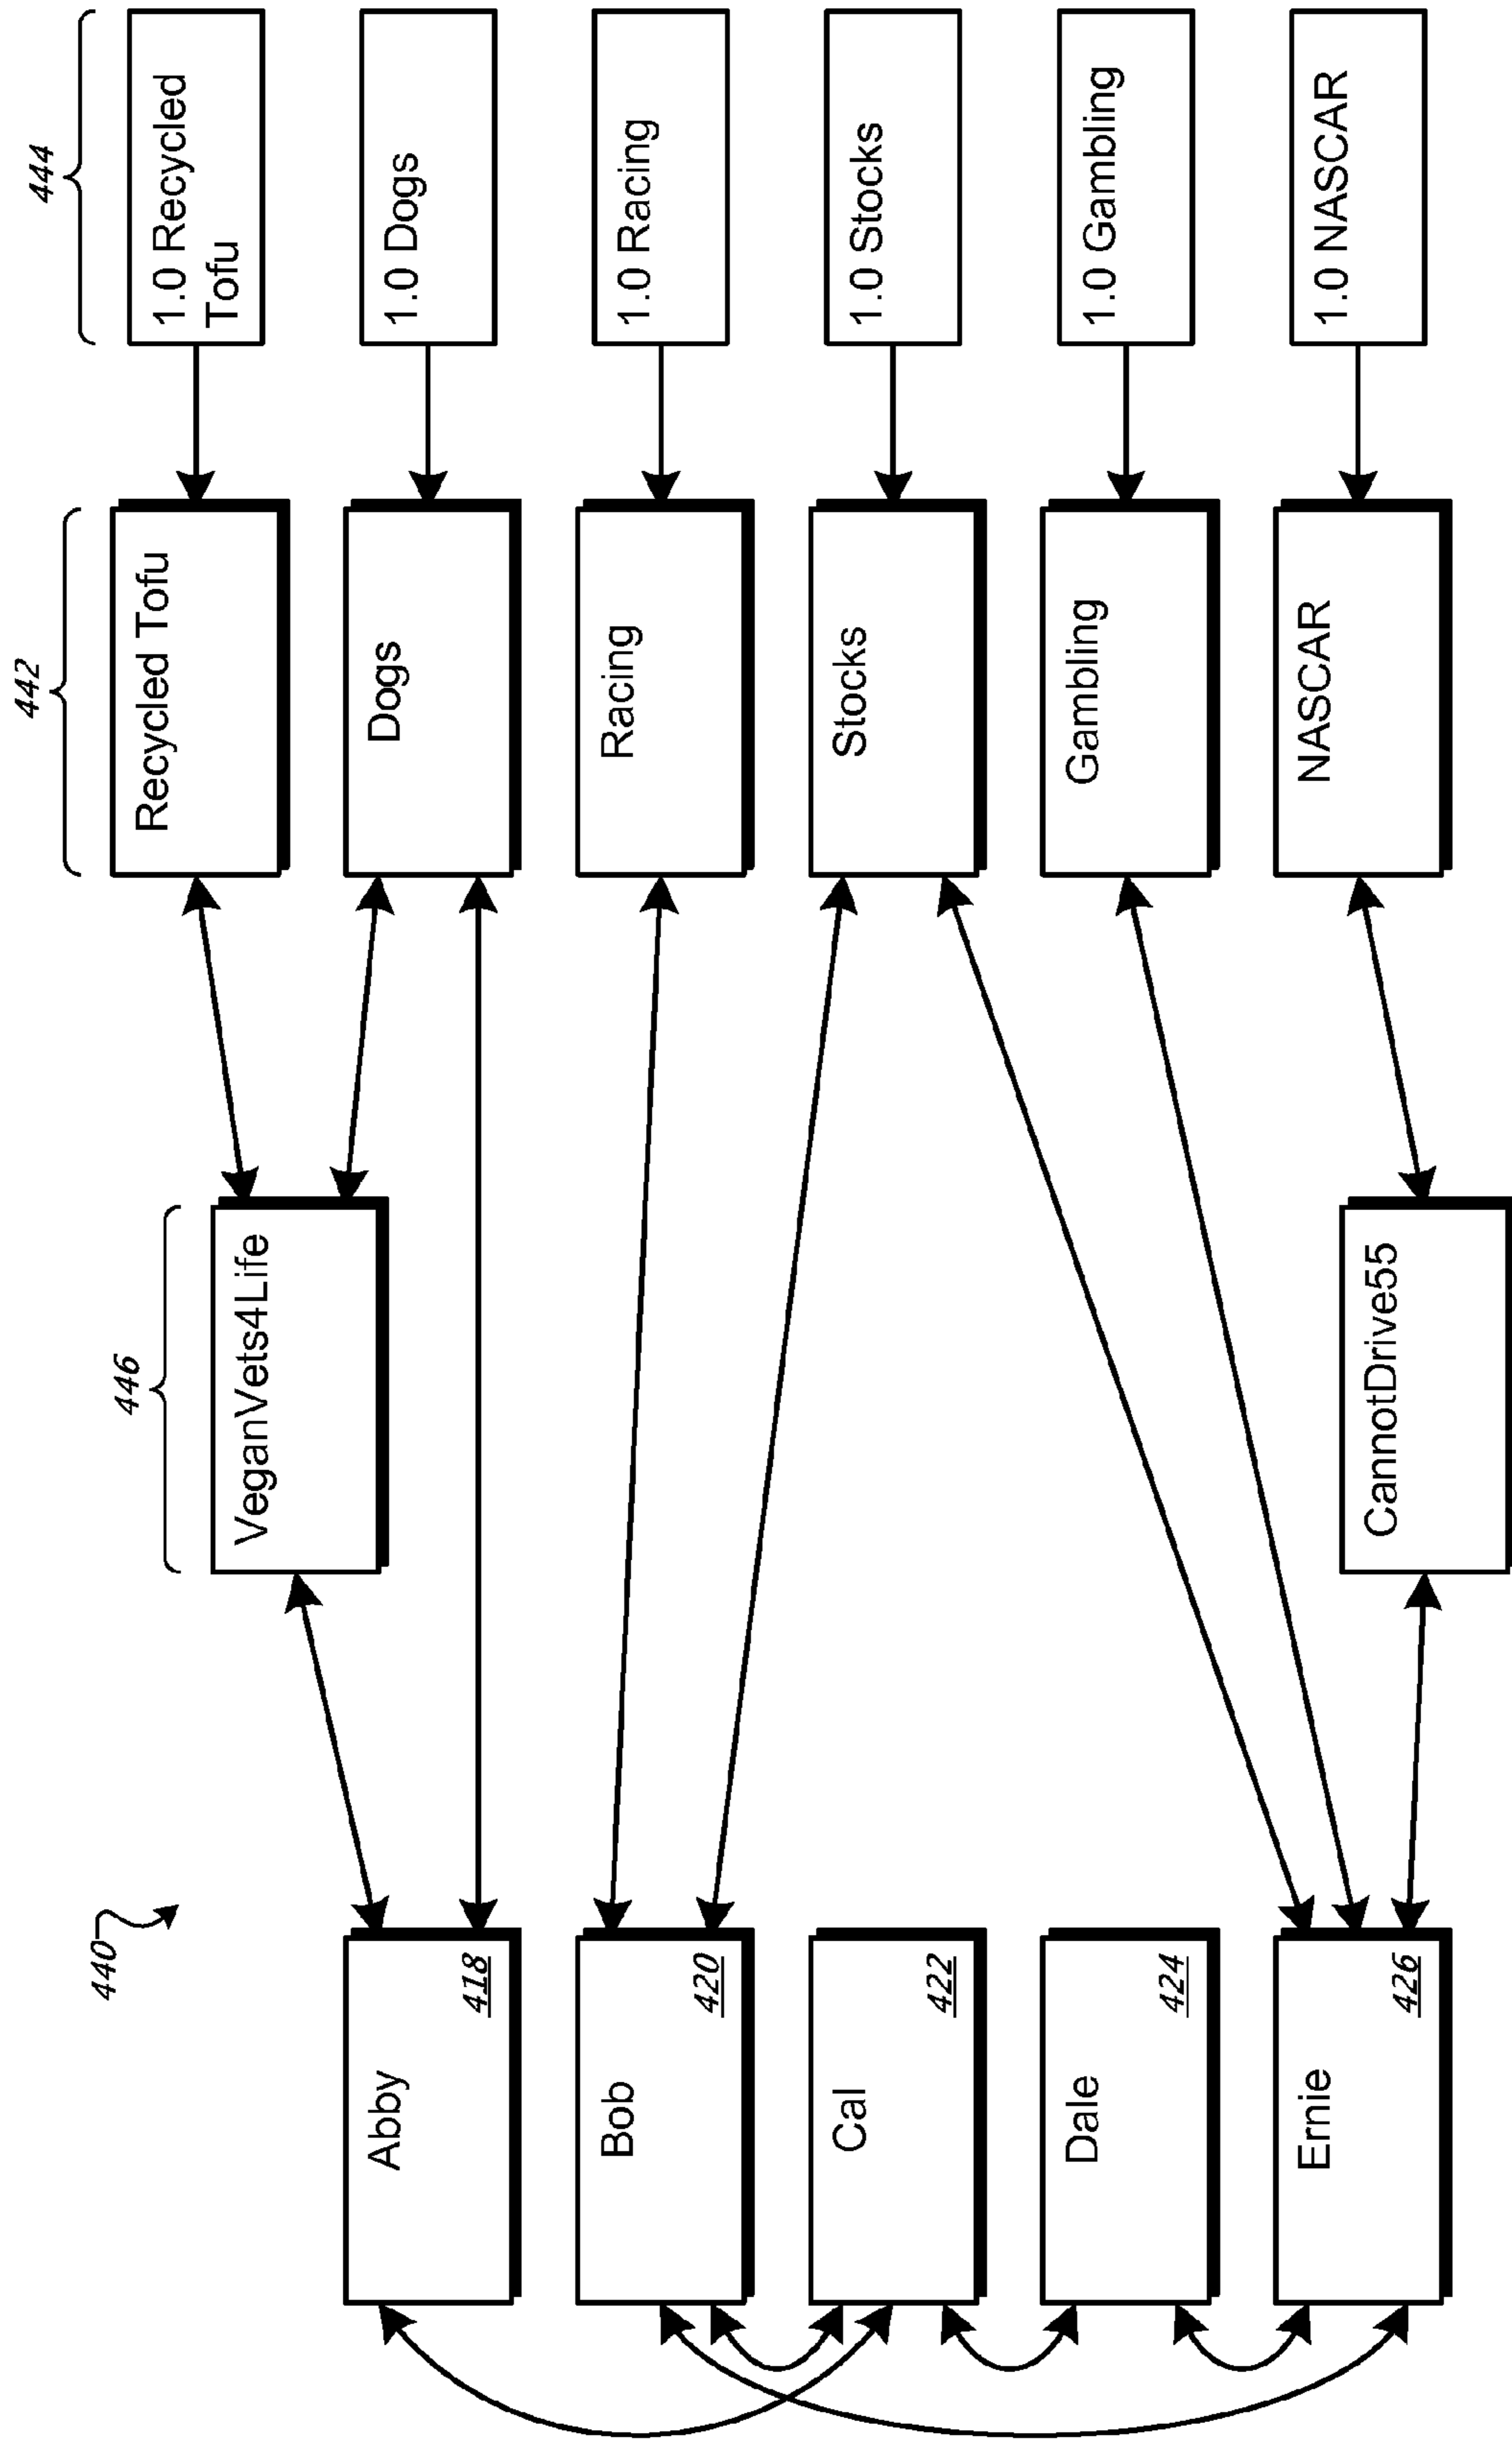 440
446
442
444
Abby
418
Bob
420
Cal
422
Dale
424
Ernie
426
VeganVets4Life
CannotDrive55
Recycled Tofu
Dogs
Racing
Stocks
Gambling
NASCAR
1.0 Recycled
Tofu
1.0 Dogs
1.0 Racing
1.0 Stocks
1.0 Gambling
1.0 NASCAR